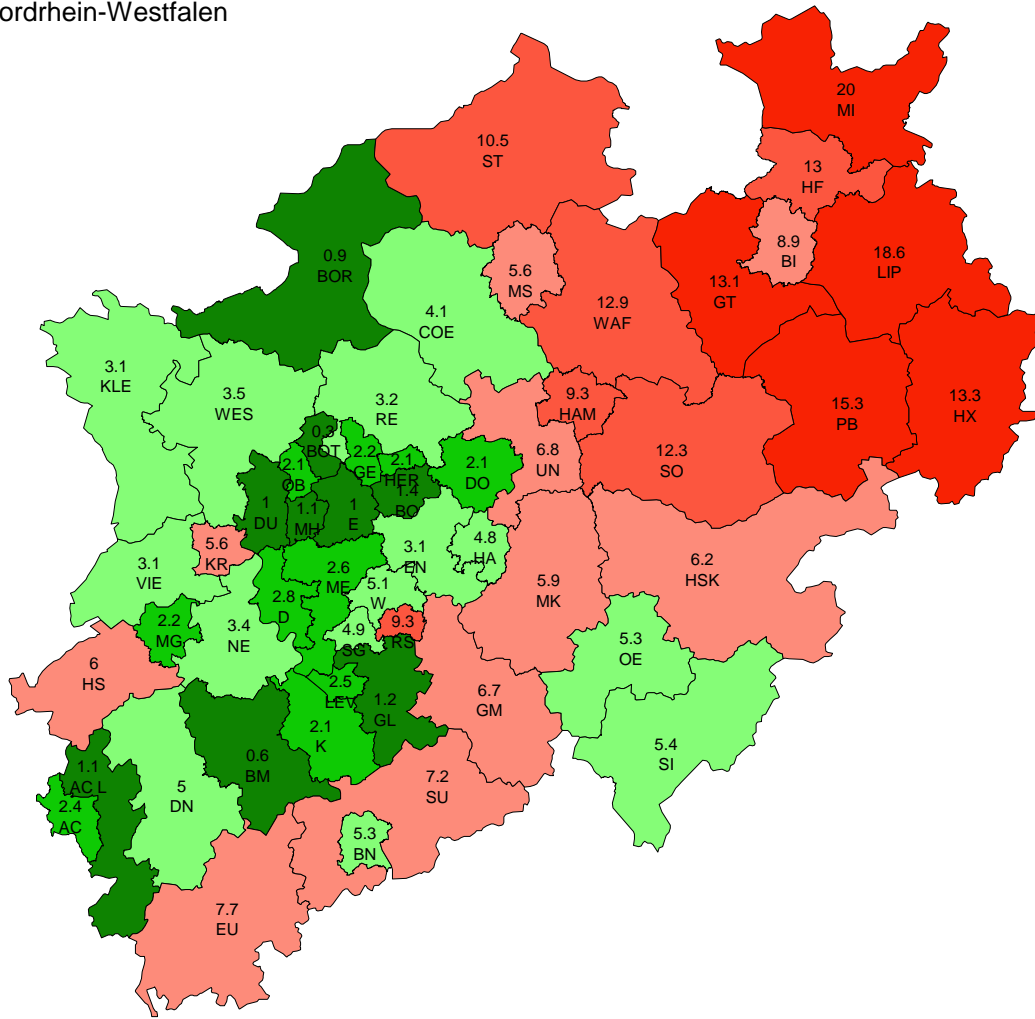 ordrhein-Westfalen
20
MI
10.5
ST
13
HF
8.9
BI
18.6
LIP
0.9
BOR
5.6
MS
13.1
GT
12.9
WAF
4.1
COE
3.1
KLE
3.5
WES
3.2
RE
9.3
HAM
15.3
PB
13.3
HX
0.3
BOT
2.2
GE
2.1
HER
2.1
DO
6.8
UN
12.3
SO
2.1
OB
1.4
BO
1
DU
1.1
MH
1
E
5.6
KR
3.1
EN
4.8
HA
3.1
VIE
2.6
ME
5.1
W
5.9
MK
6.2
HSK
2.8
D
2.2
MG
3.4
NE
4.9
SG
9.3
RS
5.3
OE
6
HS
2.5
LEV
1.2
GL
6.7
GM
2.1
K
0.6
BM
5.4
SI
1.1
AC L
5
DN
7.2
SU
2.4
AC
5.3
BN
7.7
EU